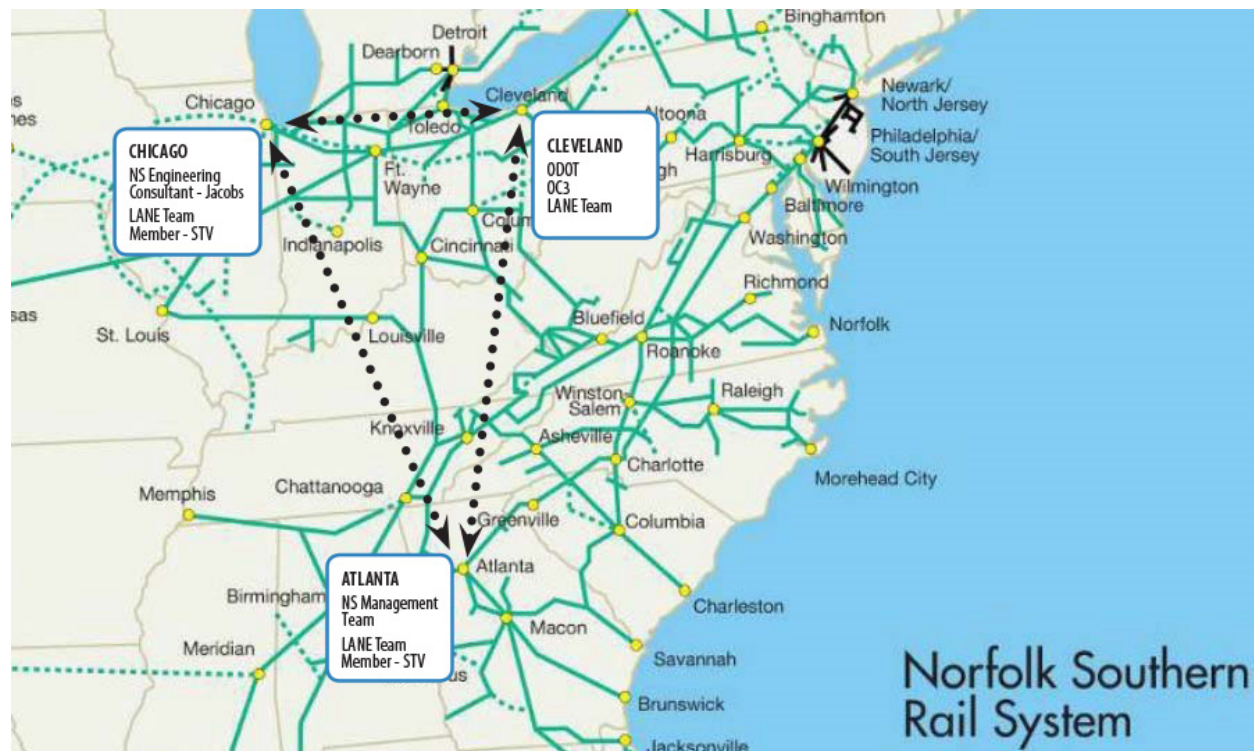 Binghamton
Detroit
Dearborn
Newark/
North Jersey
Chicago
Cleveland
Toledo
Altoona
Harrisburg
Philadelphia/
South Jersey
Wilmington
Baltimore
Washington
CHICAGO
NS Engineering
Consultant - Jacobs
LANE Team
Member - STV
CLEVELAND
ODOT
OC3
LANE Team
Ft.
Wayne
Indianapolis
Cincinnati
Richmond
Norfolk
St. Louis
Louisville
Bluefield
Roanoke
Winston
Salem
Raleigh
Knoxville
Asheville
Charlotte
Morehead City
Memphis
Chattanooga
Greenville
Columbia
Atlanta
Charleston
ATLANTA
NS Management
Team
LANE Team
Member - STV
Birmingham
Macon
Meridian
Savannah
Brunswick
Jacksonville
Norfolk Southern
Rail System